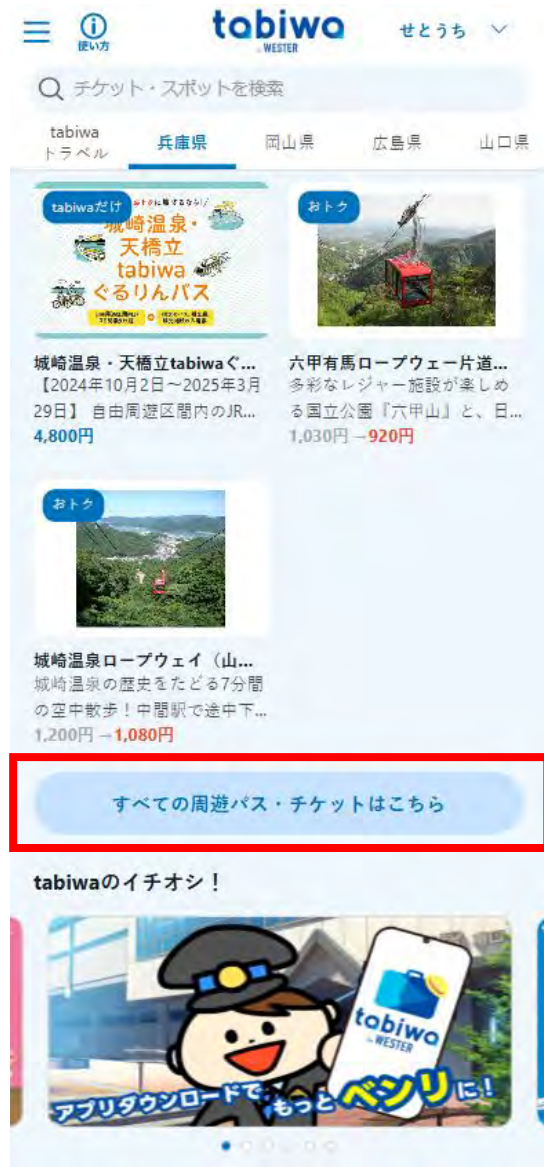 使い方
tabiwa
by WESTER
せとうち
チケット・スポットを検索
tabiwa
トラベル
兵庫県
岡山県
広島県
山口県
tabiwaだけ
城崎温泉・
天橋立
tabiwa
ぐるりんパス
城崎温泉・天橋立tabiwaぐ...
【2024年10月2日～2025年3月
29日】 自由周遊区間内のJR...
4,800円
おトク
六甲有馬ロープウェー片道...
多彩なレジャー施設が楽しめ
る国立公園『六甲山』と、日...
1,030円→920円
おトク
城崎温泉ロープウェイ（山...
城崎温泉の歴史をたどる7分間
の空中散歩！中間駅で途中下...
1,200円→1,080円
すべての周遊パス・チケットはこちら
tabiwaのイチオシ！
tabiwa
by WESTER
アプリダウンロードで、もっとベンリに！